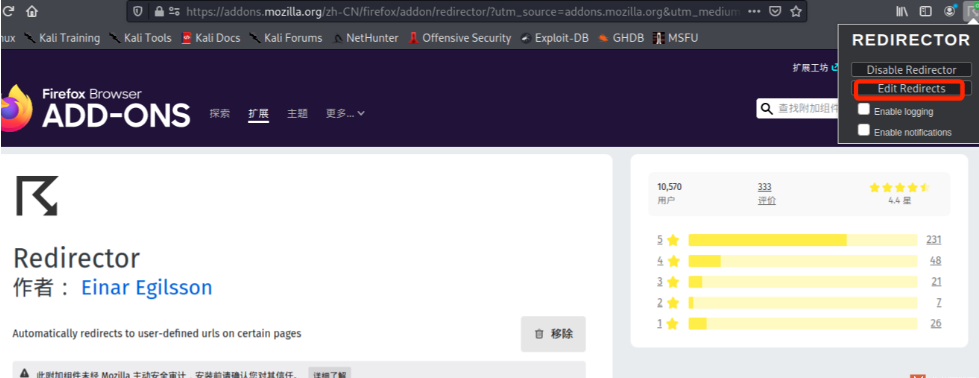 https://addons.mozilla.org/zh-CN/firefox/addon/redirector/?utm_source=addons.mozilla.org&utm_medium
Kali Training
Kali Tools
Kali Docs
Kali Forums
NetHunter
Offensive Security
Exploit-DB
GHDB
MSFU
REDIRECTOR
Disable Redirector
Edit Redirects
Enable logging
Enable notifications
扩展工坊
Firefox Browser
ADD-ONS
探索
扩展
主题
更多...
查找附加组件
Redirector
作者： Einar Egilsson
Automatically redirects to user-defined urls on certain pages
移除
此附加组件未经 Mozilla 主动安全审计，安装前请确认您对其信任。 详细了解
10,570
用户
333
评价
4.4 星
5 231
4 48
3 21
2 7
1 26